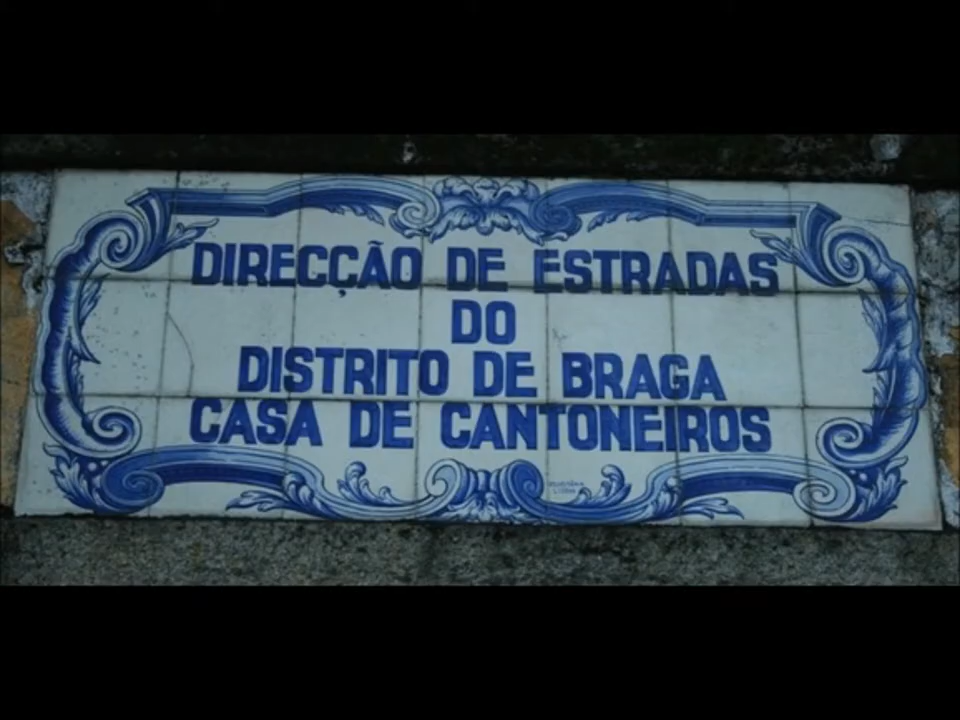 DIRECÇÃO DE ESTRADAS
DO
DISTRITO DE BRAGA
CASA DE CANTONEIROS